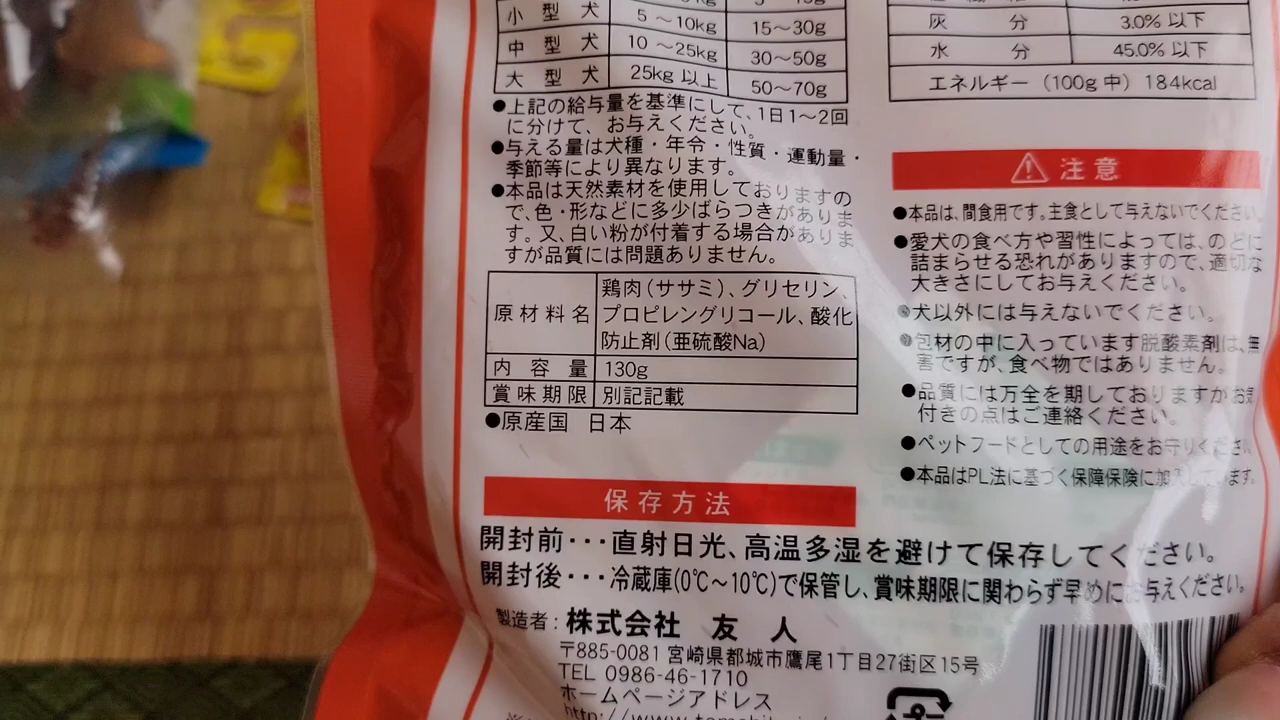 小型犬 5～10kg 15～30g
中型犬 10～25kg 30～50g
大型犬 25kg以上 50～70g
●上記の給与量を基準にして、1日1～2回
に分けて、お与えください。
●与える量は犬種・年令・性質・運動量・
季節等により異なります。
●本品は天然素材を使用しておりますの
で、色・形などに多少ばらつきがありま
す。又、白い粉が付着する場合がありま
すが品質には問題ありません。
原材料名 鶏肉（ササミ）、グリセリン、
プロピレングリコール、酸化
防止剤（亜硫酸Na）
内容量 130g
賞味期限 別記記載
●原産国 日本
灰分 3.0%以下
水分 45.0%以下
エネルギー（100g中）184kcal
注意
●本品は、間食用です。主食として与えないでください
●愛犬の食べ方や習性によっては、のどに
詰まらせる恐れがありますので、適切な
大きさにしてお与えください。
●犬以外には与えないでください。
●包材の中に入っています脱酸素剤は、無
害ですが、食べ物ではありません。
●品質には万全を期しておりますがお気
付きの点はご連絡ください。
●ペットフードとしての用途をお守りくださ
●本品はPL法に基づく保障保険に加入しています。
保存方法
開封前・・・直射日光、高温多湿を避けて保存してください。
開封後・・・冷蔵庫(0℃～10℃)で保管し、賞味期限に関わらず早めにお与えください。
製造者：株式会社 友人
〒885-0081 宮崎県都城市鷹尾1丁目27街区15号
TEL 0986-46-1710
ホームページアドレス